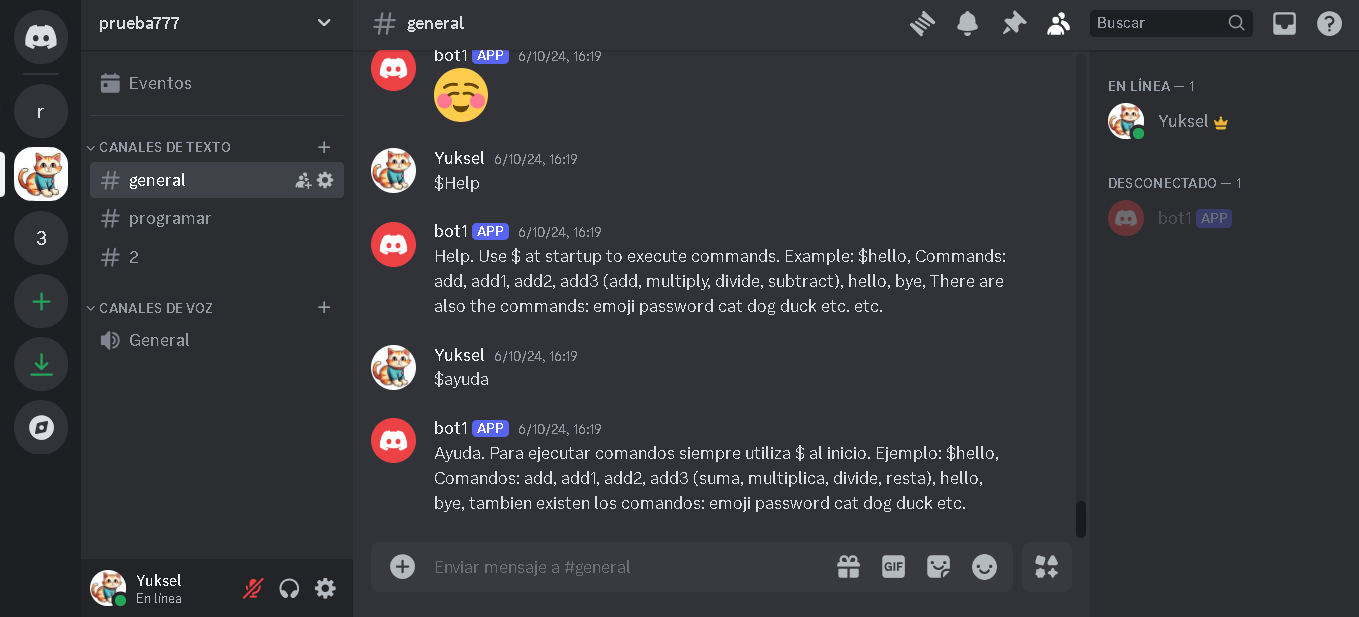 prueba777
general
Buscar
r
3
Eventos
CANALES DE TEXTO
general
programar
2
CANALES DE VOZ
General
Yuksel
En línea
bot1 APP 6/10/24, 16:19
Yuksel 6/10/24, 16:19
$Help
bot1 APP 6/10/24, 16:19
Help. Use $ at startup to execute commands. Example: $hello, Commands:
add, add1, add2, add3 (add, multiply, divide, subtract), hello, bye, There are
also the commands: emoji password cat dog duck etc. etc.
Yuksel 6/10/24, 16:19
$ayuda
bot1 APP 6/10/24, 16:19
Ayuda. Para ejecutar comandos siempre utiliza $ al inicio. Ejemplo: $hello,
Comandos: add, add1, add2, add3 (suma, multiplica, divide, resta), hello,
bye, tambien existen los comandos: emoji password cat dog duck etc.
Enviar mensaje a #general
GIF
EN LÍNEA — 1
Yuksel
DESCONECTADO — 1
bot1 APP